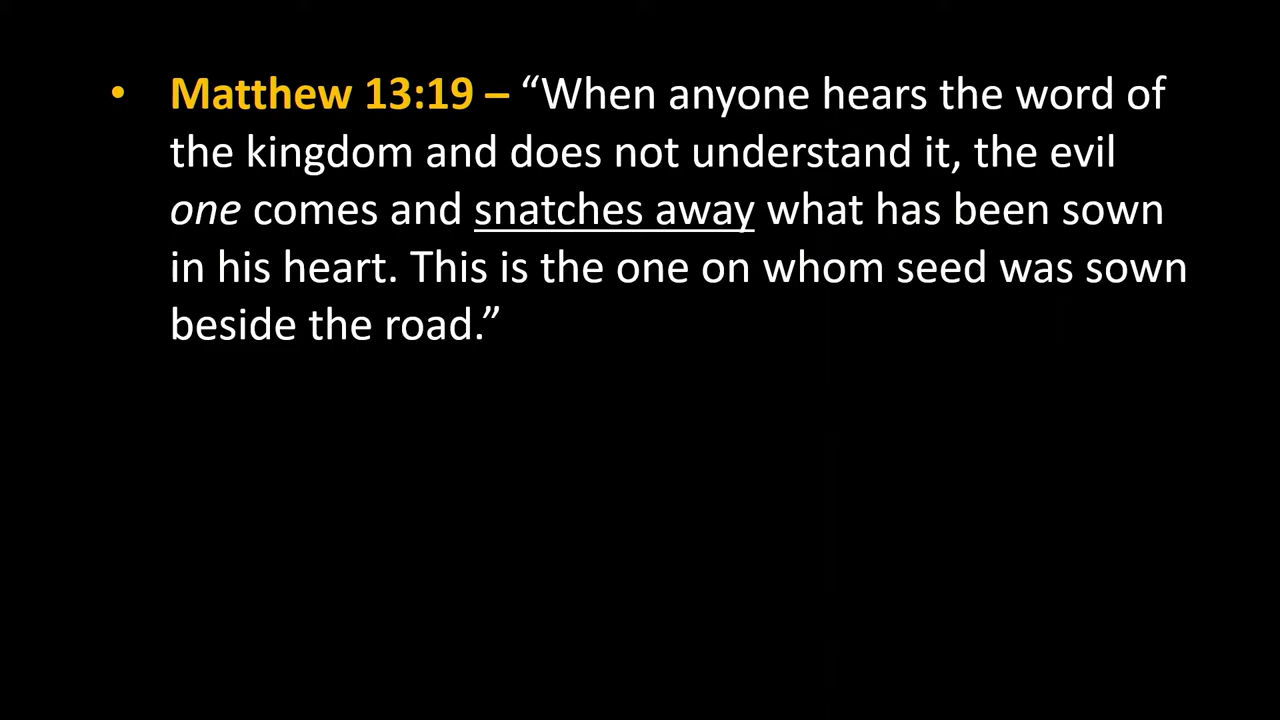 • Matthew 13:19 – “When anyone hears the word of
the kingdom and does not understand it, the evil
one comes and snatches away what has been sown
in his heart. This is the one on whom seed was sown
beside the road.”